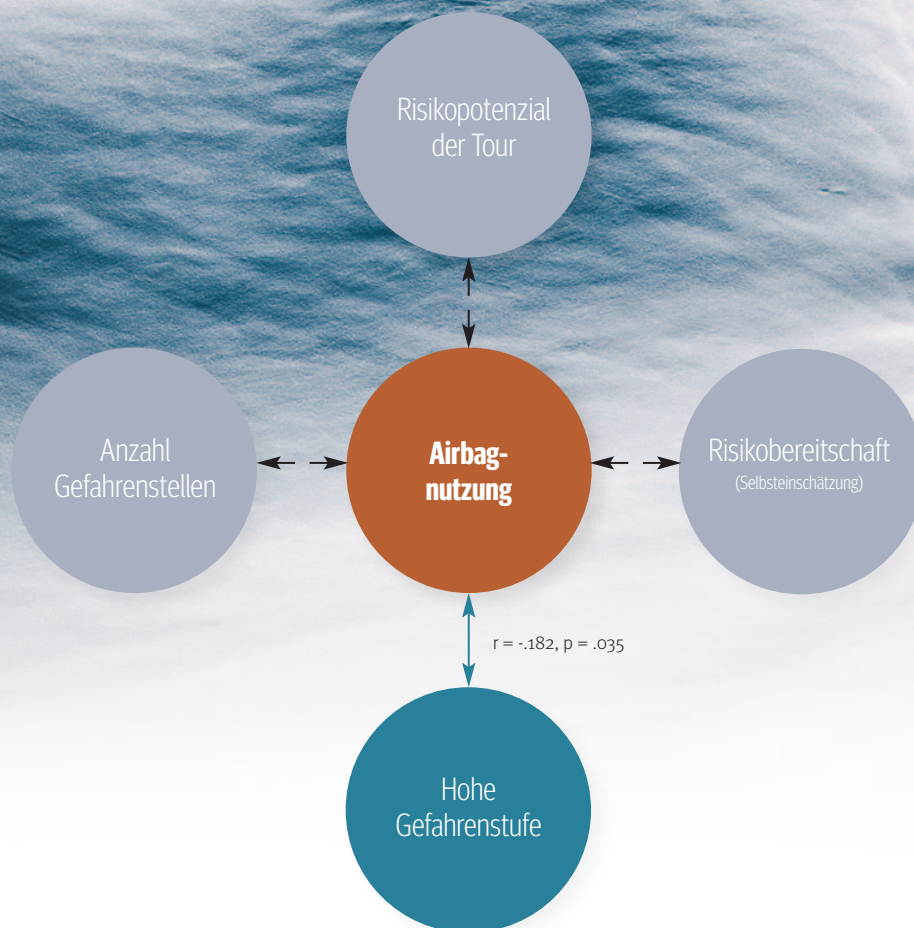 Risikopotenzial
der Tour
Anzahl
Gefahrenstellen
Airbag-
nutzung
Risikobereitschaft
(Selbsteinschätzung)
r = -.182, p = .035
Hohe
Gefahrenstufe